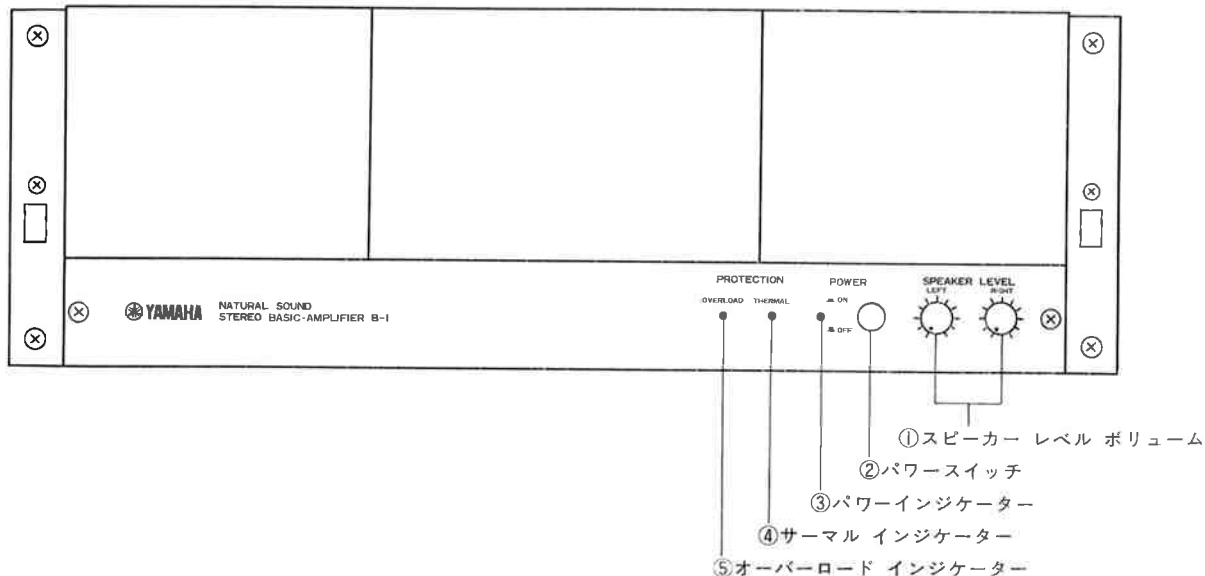 PROTECTION
POWER
SPEAKER LEVEL
LEFT
RIGHT
OVERLOAD
THERMAL
ON
OFF
YAMAHA
NATURAL SOUND
STEREO BASIC-AMPLIFIER B-I
①スピーカー レベル ボリューム
②パワースイッチ
③パワーインジケーター
④サーマル インジケーター
⑤オーバーロード インジケーター